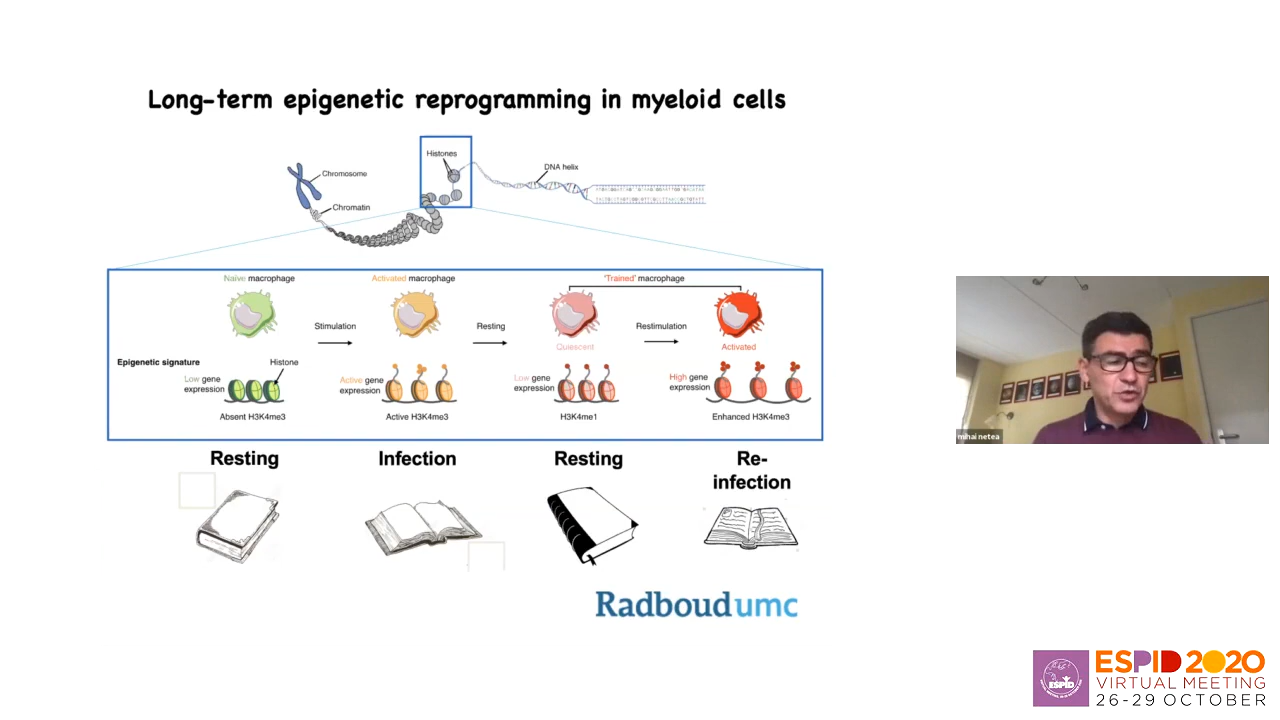 Long-term epigenetic reprogramming in myeloid cells
Histones
DNA helix
Chromosome
Chromatin
Naïve macrophage
Activated macrophage
'Trained' macrophage
Stimulation
Resting
Restimulation
Quiescent
Activated
Epigenetic signature
Histone
Low gene
expression
Active gene
expression
Low gene
expression
High gene
expression
Absent H3K4me3
Active H3K4me3
H3K4me1
Enhanced H3K4me3
Resting
Infection
Resting
Re-
infection
Radboudumc
mihai netea
ESPID
ESPID 2020
VIRTUAL MEETING
26-29 OCTOBER